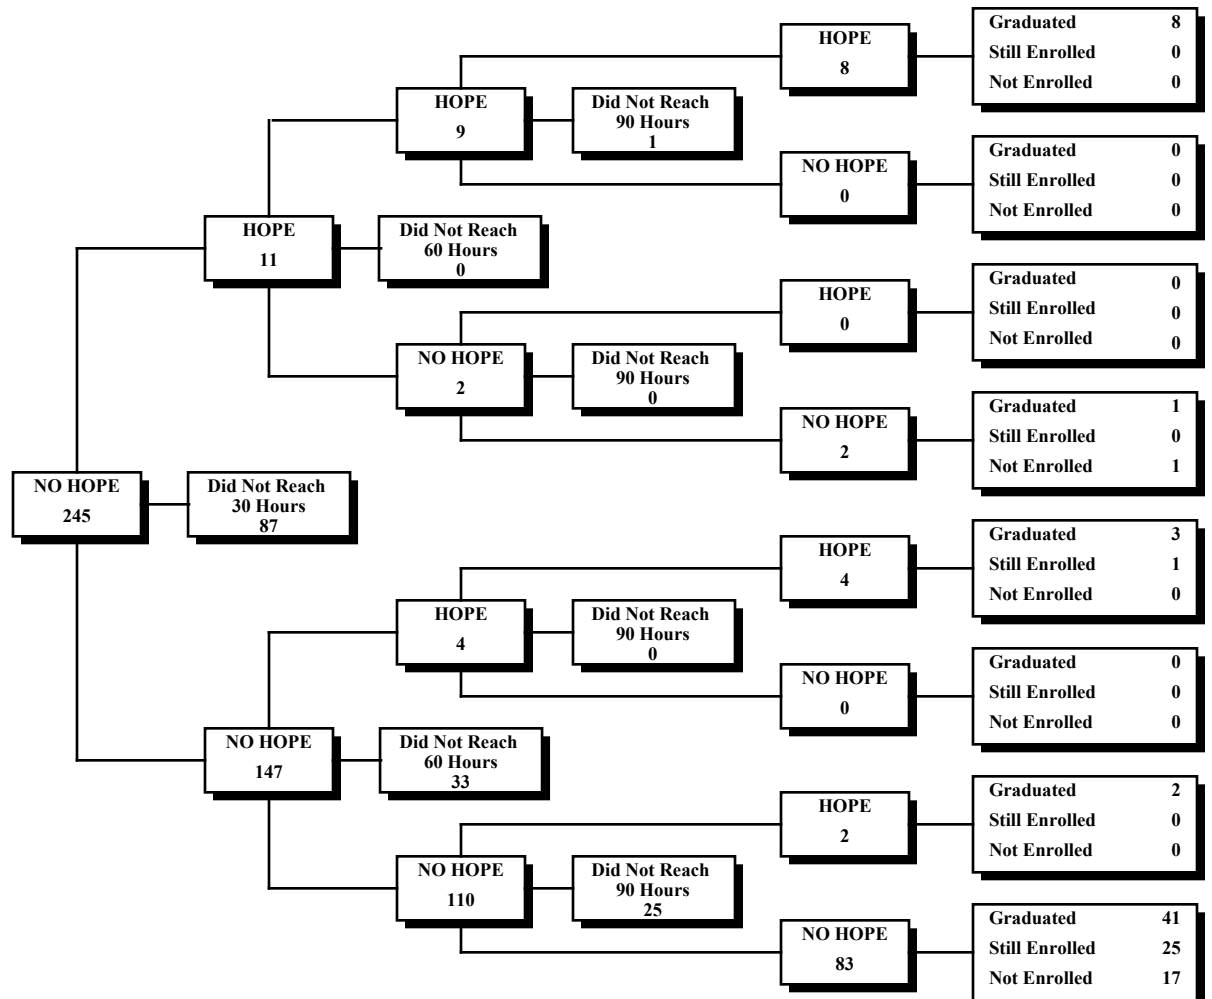 HOPE
8
Graduated 8
Still Enrolled 0
Not Enrolled 0
HOPE
9
Did Not Reach
90 Hours
1
NO HOPE
0
Graduated 0
Still Enrolled 0
Not Enrolled 0
HOPE
11
Did Not Reach
60 Hours
0
HOPE
0
Graduated 0
Still Enrolled 0
Not Enrolled 0
NO HOPE
2
Did Not Reach
90 Hours
0
NO HOPE
2
Graduated 1
Still Enrolled 0
Not Enrolled 1
NO HOPE
245
Did Not Reach
30 Hours
87
HOPE
4
Graduated 3
Still Enrolled 1
Not Enrolled 0
HOPE
4
Did Not Reach
90 Hours
0
NO HOPE
0
Graduated 0
Still Enrolled 0
Not Enrolled 0
NO HOPE
147
Did Not Reach
60 Hours
33
HOPE
2
Graduated 2
Still Enrolled 0
Not Enrolled 0
NO HOPE
110
Did Not Reach
90 Hours
25
NO HOPE
83
Graduated 41
Still Enrolled 25
Not Enrolled 17